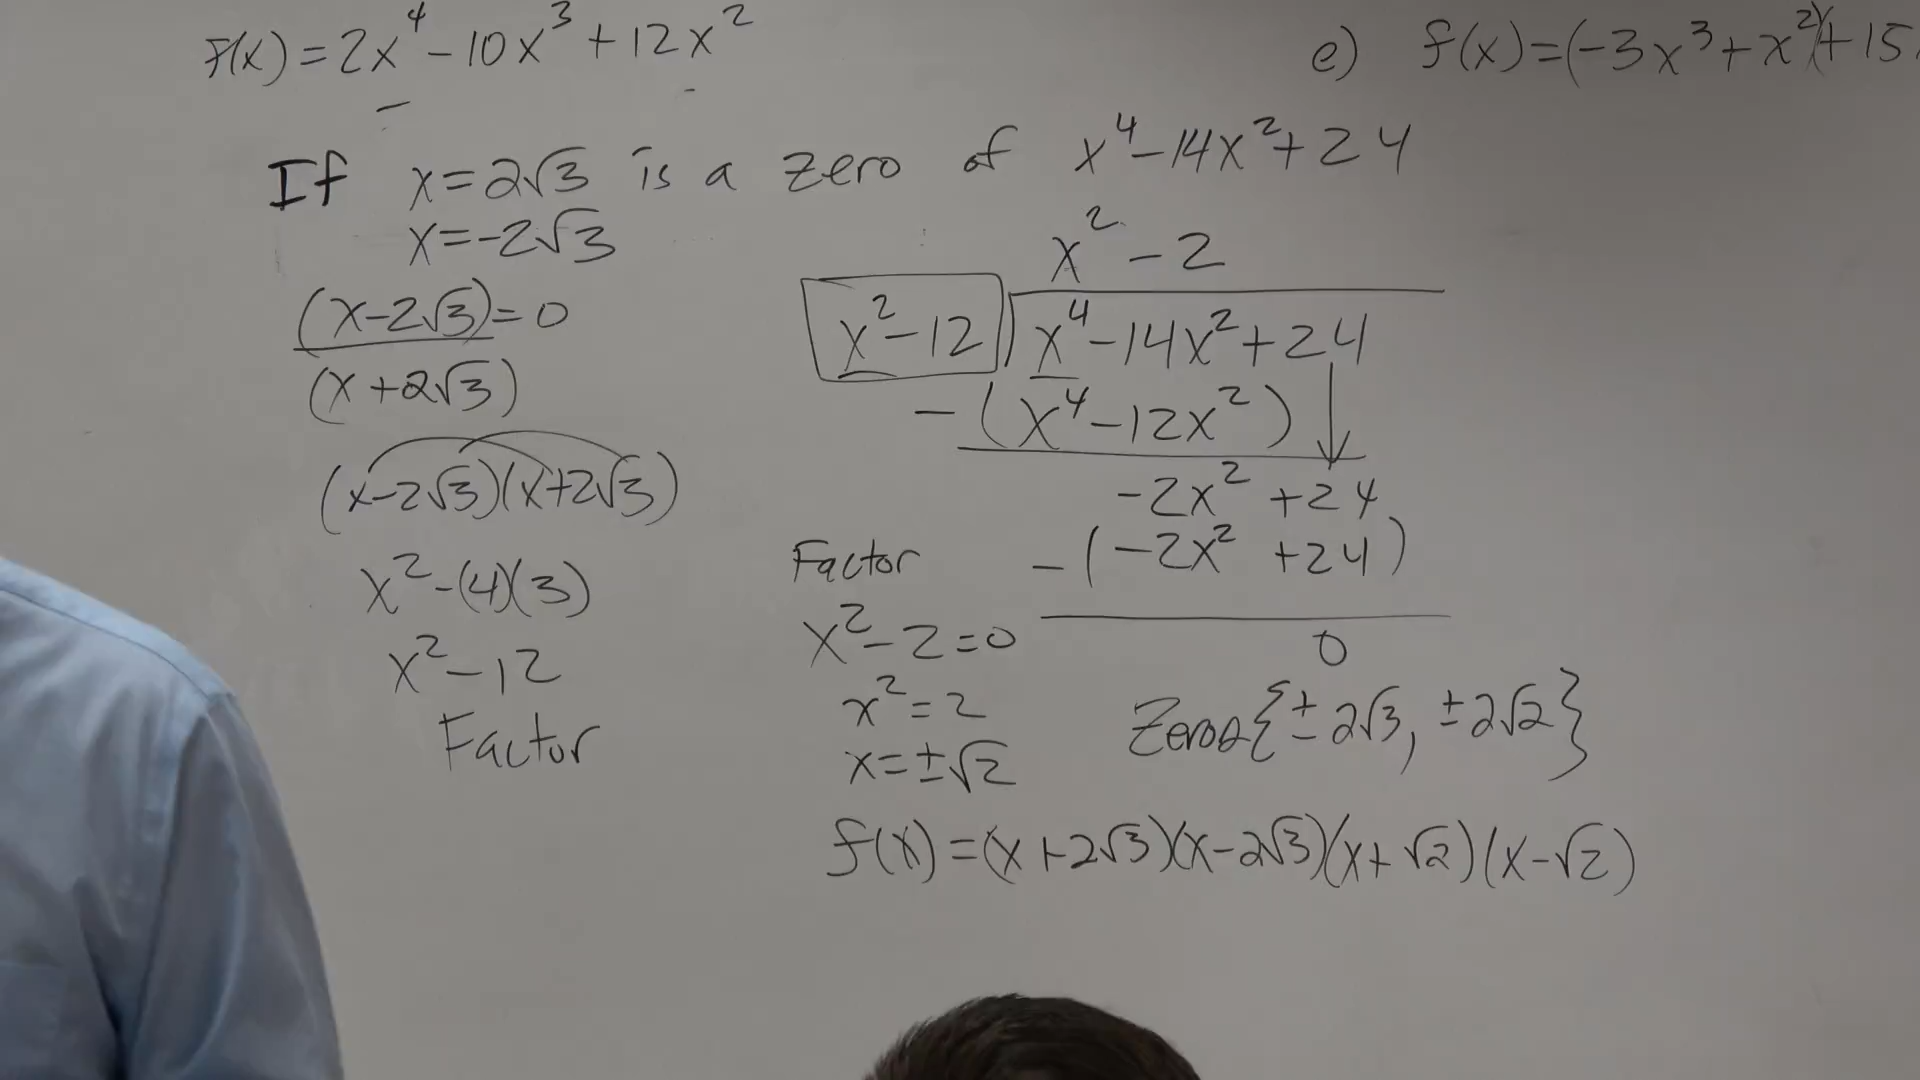 f(x) = 2x⁴ - 10x³ + 12x²
e) f(x) = (-3x³ + x²) + 15
If x = 2√3 is a zero of x⁴ - 14x² + 24
x = -2√3
(x - 2√3) = 0
(x + 2√3)
(x - 2√3)(x + 2√3)
x² - (4)(3)
x² - 12
Factor
x² - 2
x² - 12 ) x⁴ - 14x² + 24
- (x⁴ - 12x²)
-2x² + 24
- (-2x² + 24)
0
Factor
x² - 2 = 0
x² = 2
x = ±√2
Zeros {±2√3, ±2√2}
f(x) = (x + 2√3)(x - 2√3)(x + √2)(x - √2)